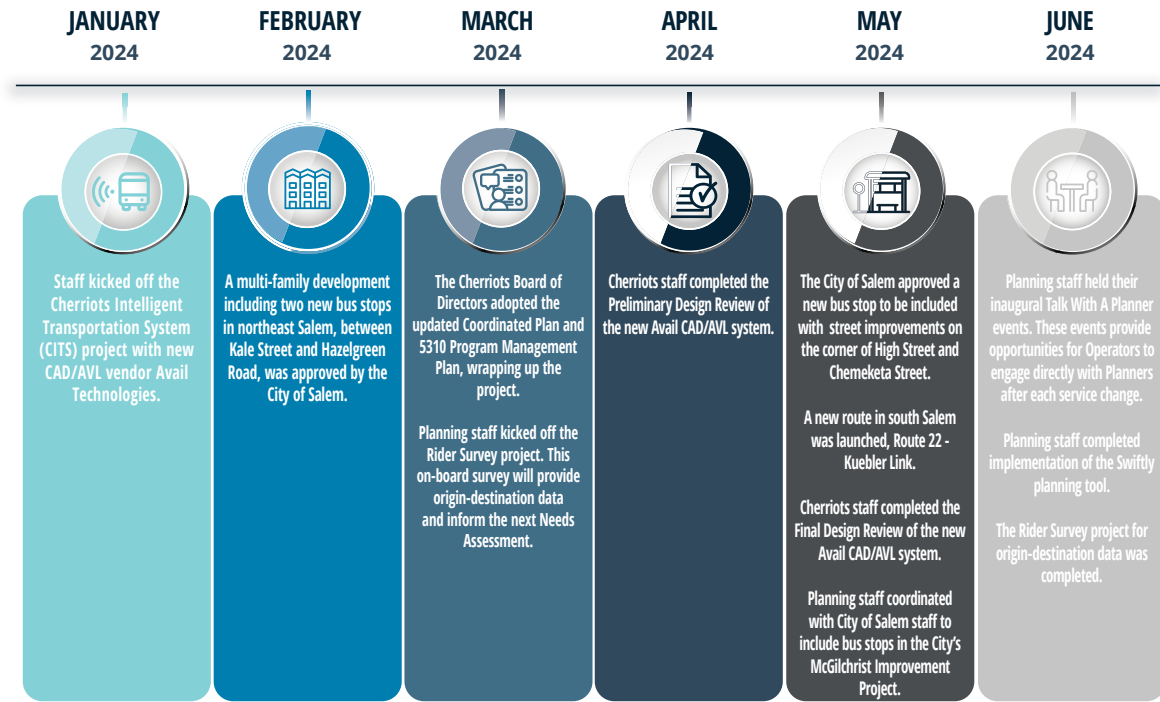 JANUARY
2024
FEBRUARY
2024
MARCH
2024
APRIL
2024
MAY
2024
JUNE
2024
Staff kicked off the
Cherriots Intelligent
Transportation System
(CITS) project with new
CAD/AVL vendor Avail
Technologies.
A multi-family development
including two new bus stops
in northeast Salem, between
Kale Street and Hazelgreen
Road, was approved by the
City of Salem.
The Cherriots Board of
Directors adopted the
updated Coordinated Plan and
5310 Program Management
Plan, wrapping up the
project.
Planning staff kicked off the
Rider Survey project. This
on-board survey will provide
origin-destination data
and inform the next Needs
Assessment.
Cherriots staff completed the
Preliminary Design Review of
the new Avail CAD/AVL system.
The City of Salem approved a
new bus stop to be included
with street improvements on
the corner of High Street and
Chemeketa Street.
A new route in south Salem
was launched, Route 22 -
Kuebler Link.
Cherriots staff completed the
Final Design Review of the new
Avail CAD/AVL system.
Planning staff coordinated
with City of Salem staff to
include bus stops in the City's
McGilchrist Improvement
Project.
Planning staff held their
inaugural Talk With A Planner
events. These events provide
opportunities for Operators to
engage directly with Planners
after each service change.
Planning staff completed
implementation of the Swiftly
planning tool.
The Rider Survey project for
origin-destination data was
completed.